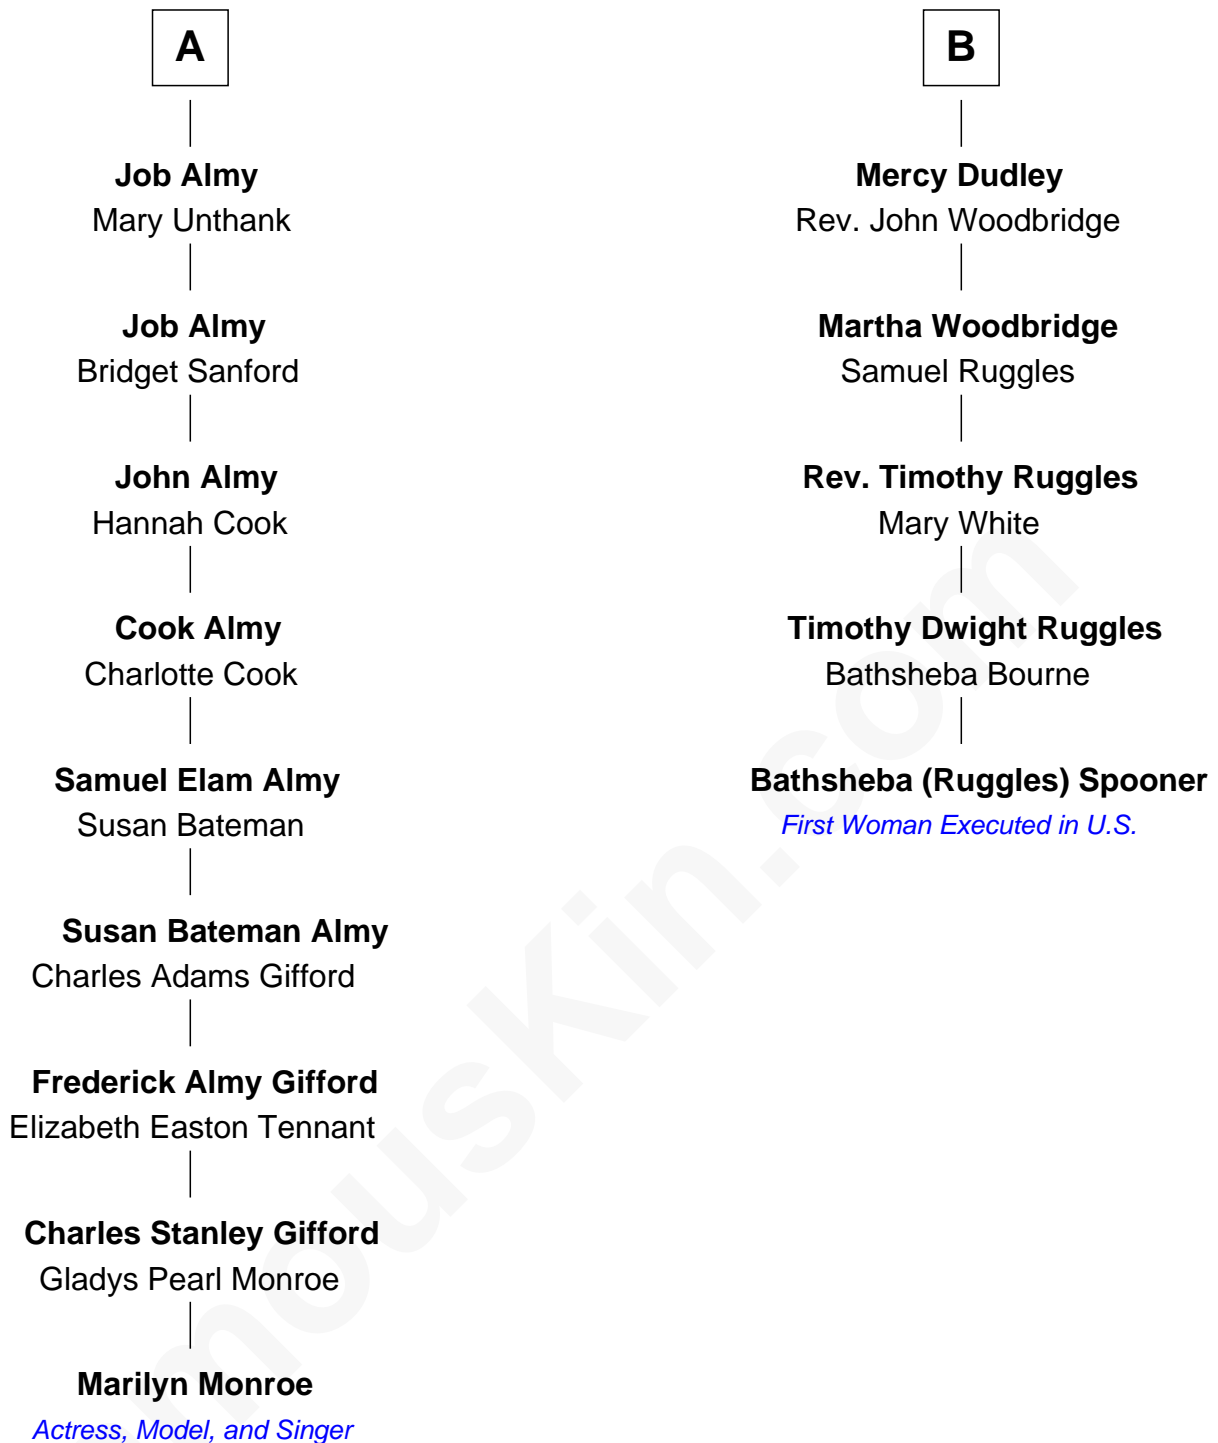 A
Job Almy
Mary Unthank
Job Almy
Bridget Sanford
John Almy
Hannah Cook
Cook Almy
Charlotte Cook
Samuel Elam Almy
Susan Bateman
Susan Bateman Almy
Charles Adams Gifford
Frederick Almy Gifford
Elizabeth Easton Tennant
Charles Stanley Gifford
Gladys Pearl Monroe
Marilyn Monroe
Actress, Model, and Singer
B
Mercy Dudley
Rev. John Woodbridge
Martha Woodbridge
Samuel Ruggles
Rev. Timothy Ruggles
Mary White
Timothy Dwight Ruggles
Bathsheba Bourne
Bathsheba (Ruggles) Spooner
First Woman Executed in U.S.
mousKin.com